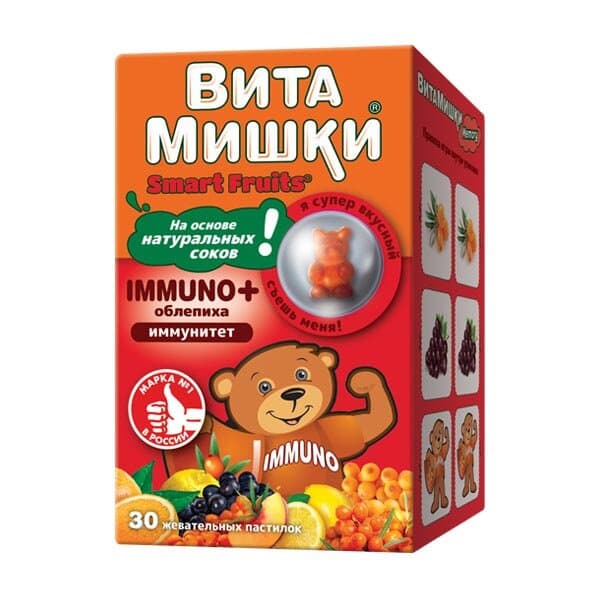 ВИТА
МИШКИ®
Smart Fruits®
На основе
натуральных
соков!
я супер вкусный
съешь меня!
IMMUNO+
облепиха
иммунитет
МАРКА №1
В РОССИИ
IMMUNO
30 жевательных пастилок
ВИТАМИШКИ
Memory